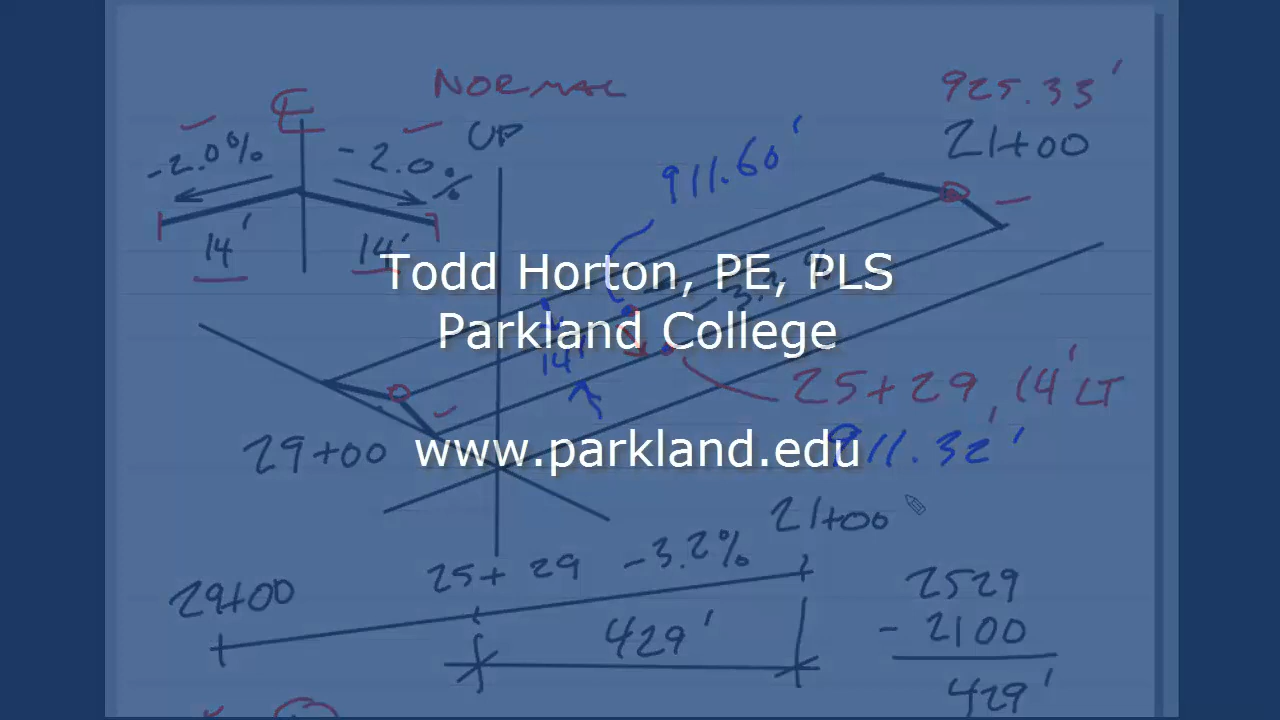 NORMAL
925.33'
CL
UP
21+00
-2.0% -2.0%
911.60'
14' 14'
Todd Horton, PE, PLS
Parkland College
14'
25+29, 14' LT
29+00
www.parkland.edu
911.32'
21+00
25+29 -3.2%
29+00
2529
- 2100
429'
429'